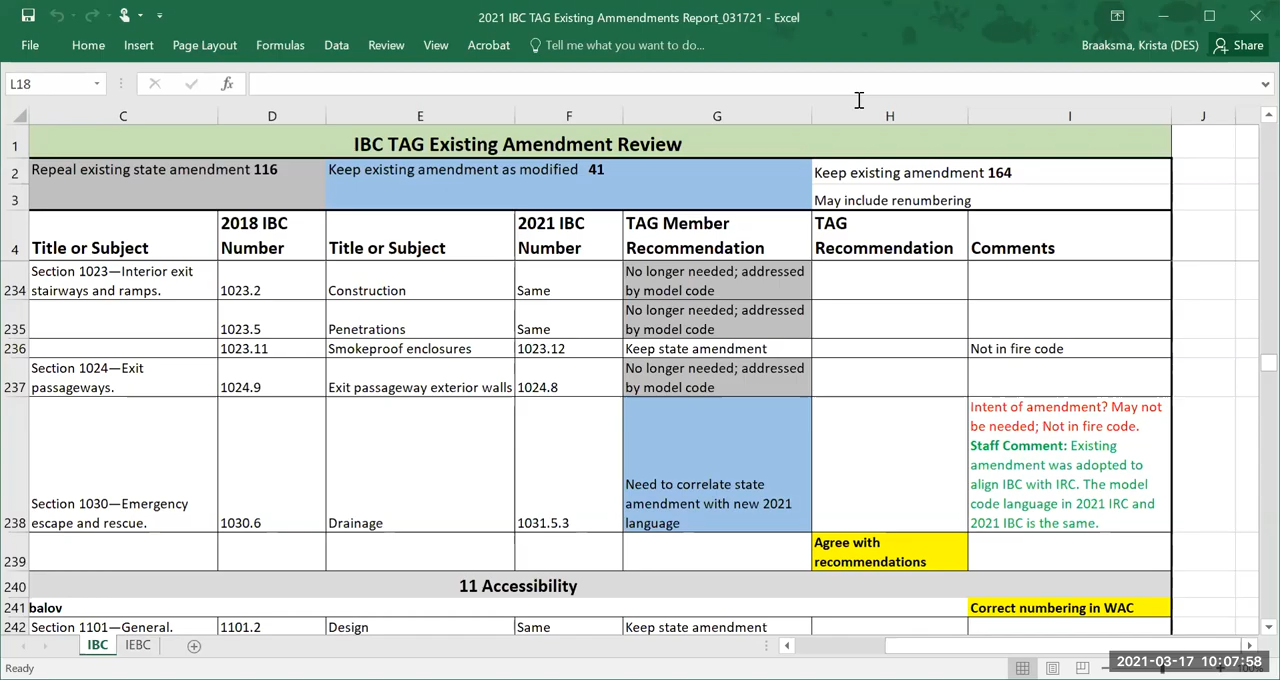 2021 IBC TAG Existing Ammendments Report_031721 - Excel
File Home Insert Page Layout Formulas Data Review View Acrobat Tell me what you want to do... Braaksma, Krista (DES) Share
L18 fx
C D E F G H I J
1 IBC TAG Existing Amendment Review
2 Repeal existing state amendment 116 Keep existing amendment as modified 41 Keep existing amendment 164
3 May include renumbering
2018 IBC 2021 IBC TAG Member TAG
4 Title or Subject Number Title or Subject Number Recommendation Recommendation Comments
Section 1023—Interior exit No longer needed; addressed
234 stairways and ramps. 1023.2 Construction Same by model code
No longer needed; addressed
235 1023.5 Penetrations Same by model code
236 1023.11 Smokeproof enclosures 1023.12 Keep state amendment Not in fire code
Section 1024—Exit No longer needed; addressed
237 passageways. 1024.9 Exit passageway exterior walls 1024.8 by model code
Intent of amendment? May not
be needed; Not in fire code.
Staff Comment: Existing
amendment was adopted to
Need to correlate state align IBC with IRC. The model
Section 1030—Emergency amendment with new 2021 code language in 2021 IRC and
238 escape and rescue. 1030.6 Drainage 1031.5.3 language 2021 IBC is the same.
Agree with
239 recommendations
240 11 Accessibility
241 balov Correct numbering in WAC
242 Section 1101—General. 1101.2 Design Same Keep state amendment
IBC IEBC
Ready
2021-03-17 10:07:58